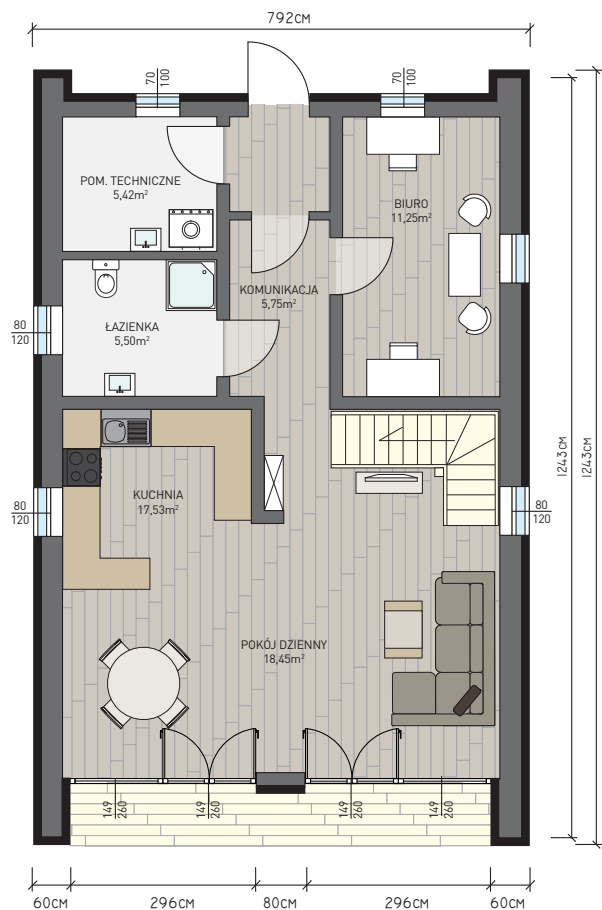 792CM
70
100
70
100
POM. TECHNICZNE
5,42m²
BIURO
11,25m²
KOMUNIKACJA
5,75m²
ŁAZIENKA
5,50m²
80
120
KUCHNIA
17,53m²
80
120
80
120
1243CM
1243CM
POKÓJ DZIENNY
18,45m²
149
260
149
260
149
260
149
260
60CM
296CM
80CM
296CM
60CM